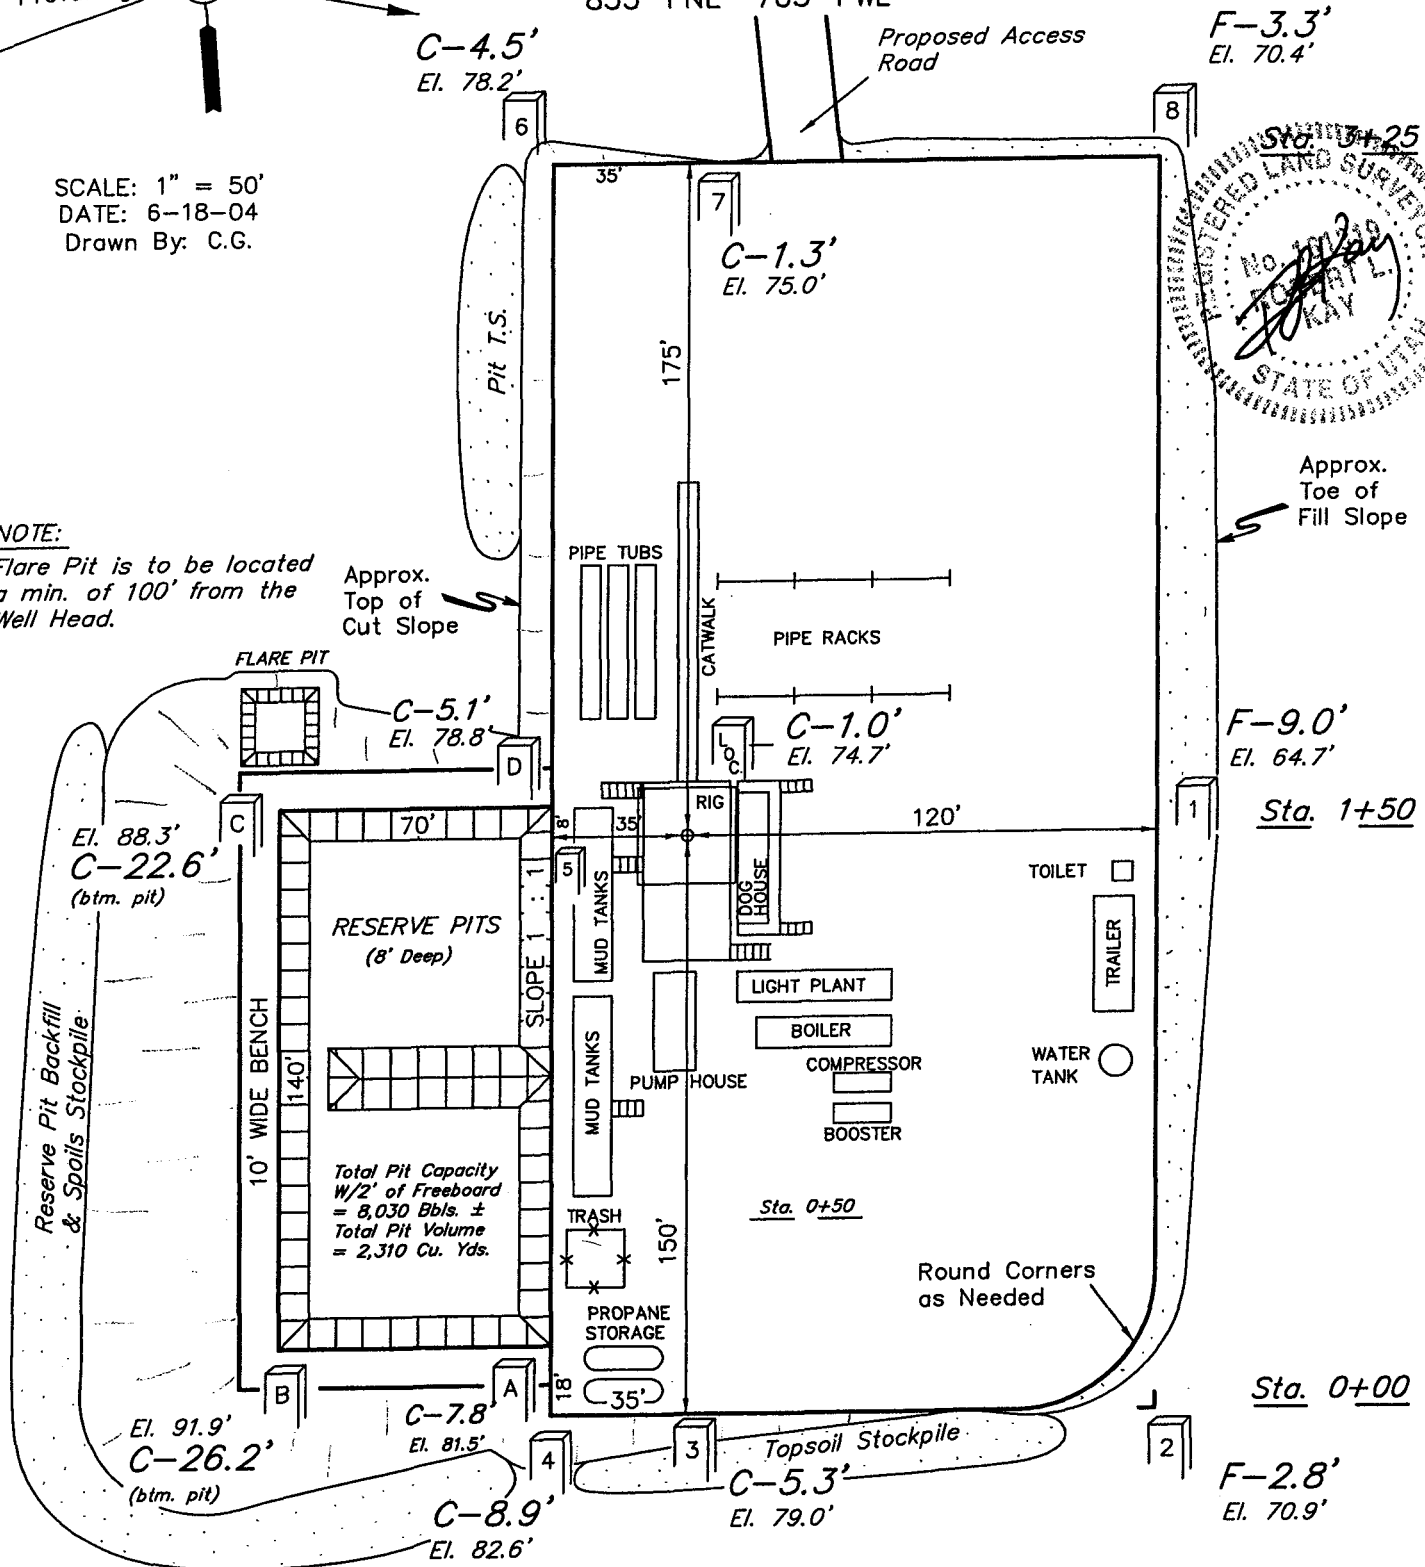 C-4.5'
El. 78.2'
Proposed Access
Road
F-3.3'
El. 70.4'
6
8
Sta. 3+25
SCALE: 1" = 50'
DATE: 6-18-04
Drawn By: C.G.
35'
7
C-1.3'
El. 75.0'
REGISTERED LAND SURVEYOR
ROBERT L.
KAY
STATE OF UTAH
Pit T.S.
175'
Approx.
Toe of
Fill Slope
NOTE:
Flare Pit is to be located
a min. of 100' from the
Well Head.
Approx.
Top of
Cut Slope
PIPE TUBS
CATWALK
PIPE RACKS
FLARE PIT
C-5.1'
El. 78.8'
D
LOC.
C-1.0'
El. 74.7'
F-9.0'
El. 64.7'
C
El. 88.3'
C-22.6'
(btm. pit)
70'
8'
35'
RIG
120'
1
Sta. 1+50
5
MUD TANKS
DOG
HOUSE
TOILET
TRAILER
RESERVE PITS
(8' Deep)
SLOPE 1 : 1
LIGHT PLANT
BOILER
Reserve Pit Backfill
& Spoils Stockpile
10' WIDE BENCH
140'
MUD TANKS
PUMP HOUSE
COMPRESSOR
BOOSTER
WATER
TANK
Total Pit Capacity
W/2' of Freeboard
= 8,030 Bbls. ±
Total Pit Volume
= 2,310 Cu. Yds.
TRASH
150'
Sta. 0+50
Round Corners
as Needed
PROPANE
STORAGE
18'
35'
B
A
Sta. 0+00
El. 91.9'
C-26.2'
(btm. pit)
C-7.8'
El. 81.5'
4
3
Topsoil Stockpile
2
C-8.9'
El. 82.6'
C-5.3'
El. 79.0'
F-2.8'
El. 70.9'